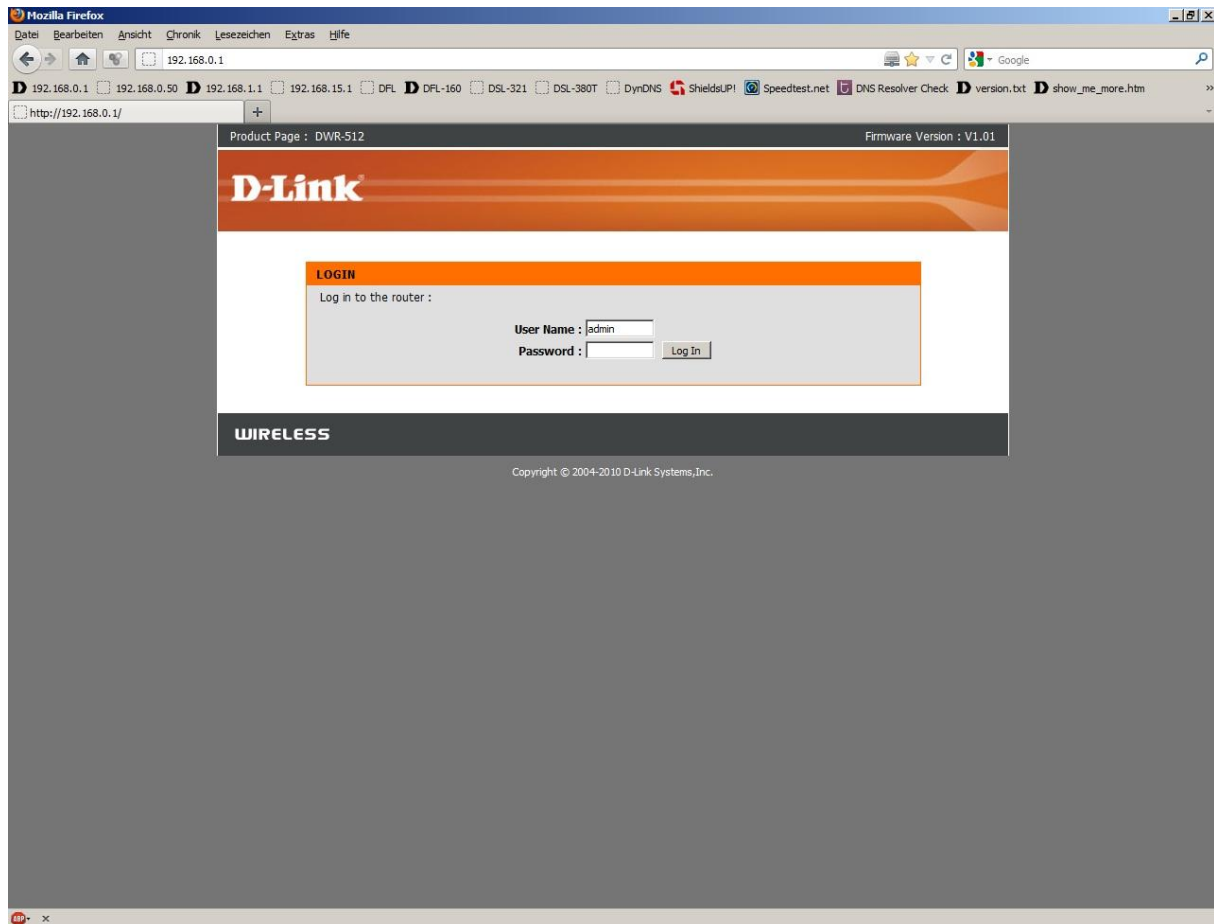 Mozilla Firefox
Datei Bearbeiten Ansicht Chronik Lesezeichen Extras Hilfe
192.168.0.1 Google
192.168.0.1 192.168.0.50 192.168.1.1 192.168.15.1 DFL DFL-160 DSL-321 DSL-380T DynDNS ShieldsUP! Speedtest.net DNS Resolver Check version.txt show_me_more.htm »
http://192.168.0.1/ +
Product Page : DWR-512 Firmware Version : V1.01
D-Link
LOGIN
Log in to the router :
User Name : admin
Password : Log In
WIRELESS
Copyright © 2004-2010 D-Link Systems,Inc.
ABP